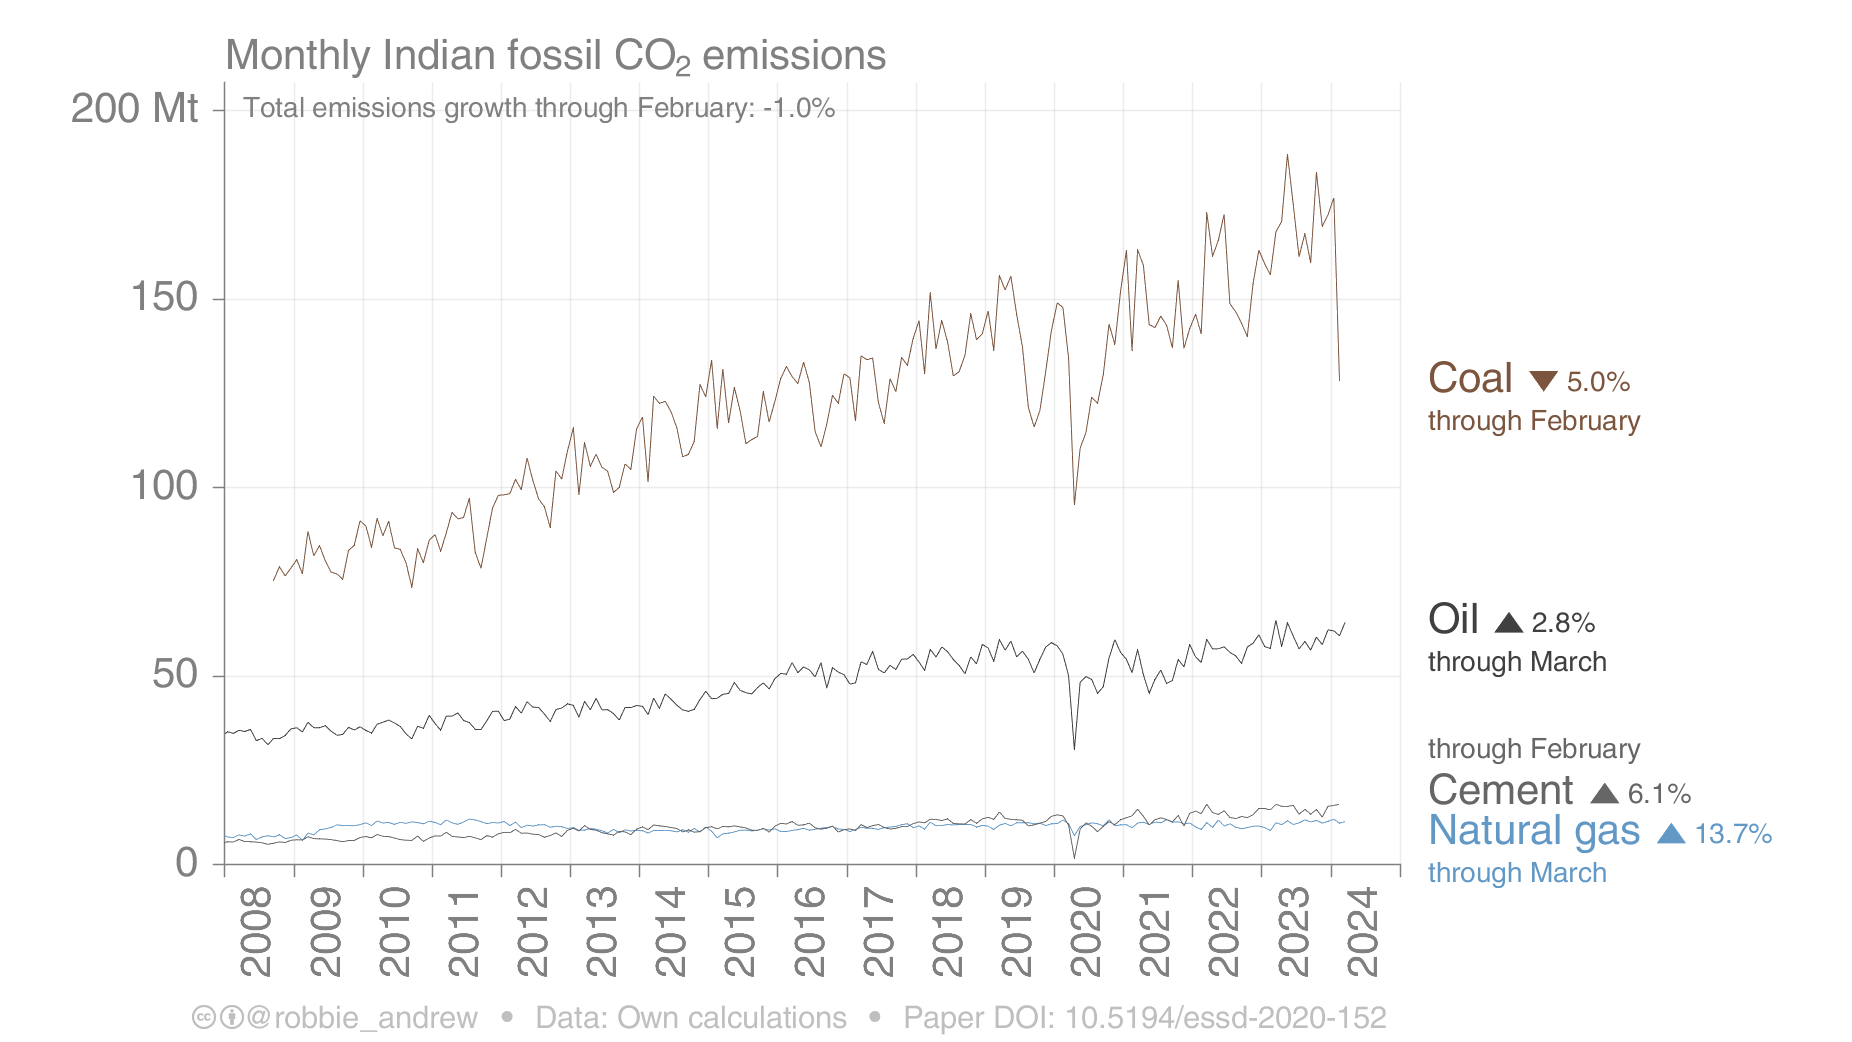 Monthly Indian fossil CO₂ emissions
Total emissions growth through February: -1.0%
200 Mt
150
100
50
0
2008
2009
2010
2011
2012
2013
2014
2015
2016
2017
2018
2019
2020
2021
2022
2023
2024
Coal ▼ 5.0%
through February
Oil ▲ 2.8%
through March
through February
Cement ▲ 6.1%
Natural gas ▲ 13.7%
through March
@robbie_andrew • Data: Own calculations • Paper DOI: 10.5194/essd-2020-152